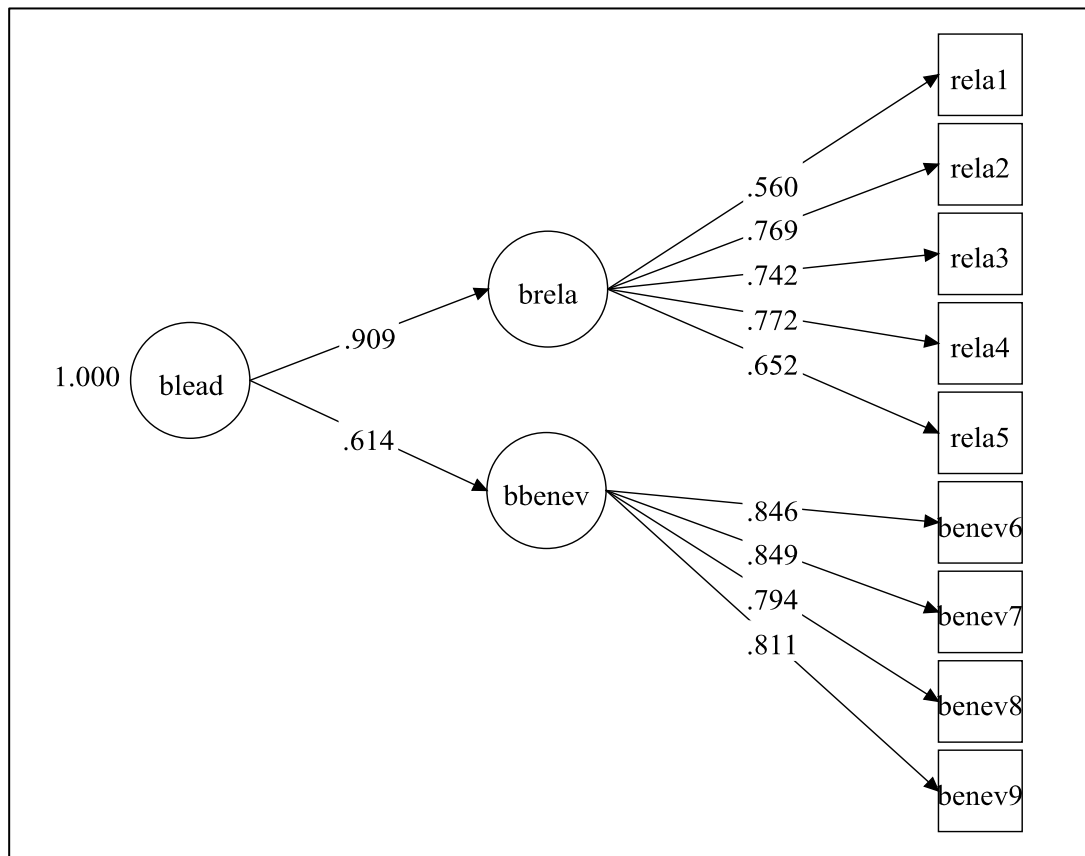 rela1
.560
rela2
.769
rela3
.742
brela
.772
rela4
.909
.652
1.000
blead
rela5
.614
bbenev
.846
benev6
.849
benev7
.794
.811
benev8
benev9